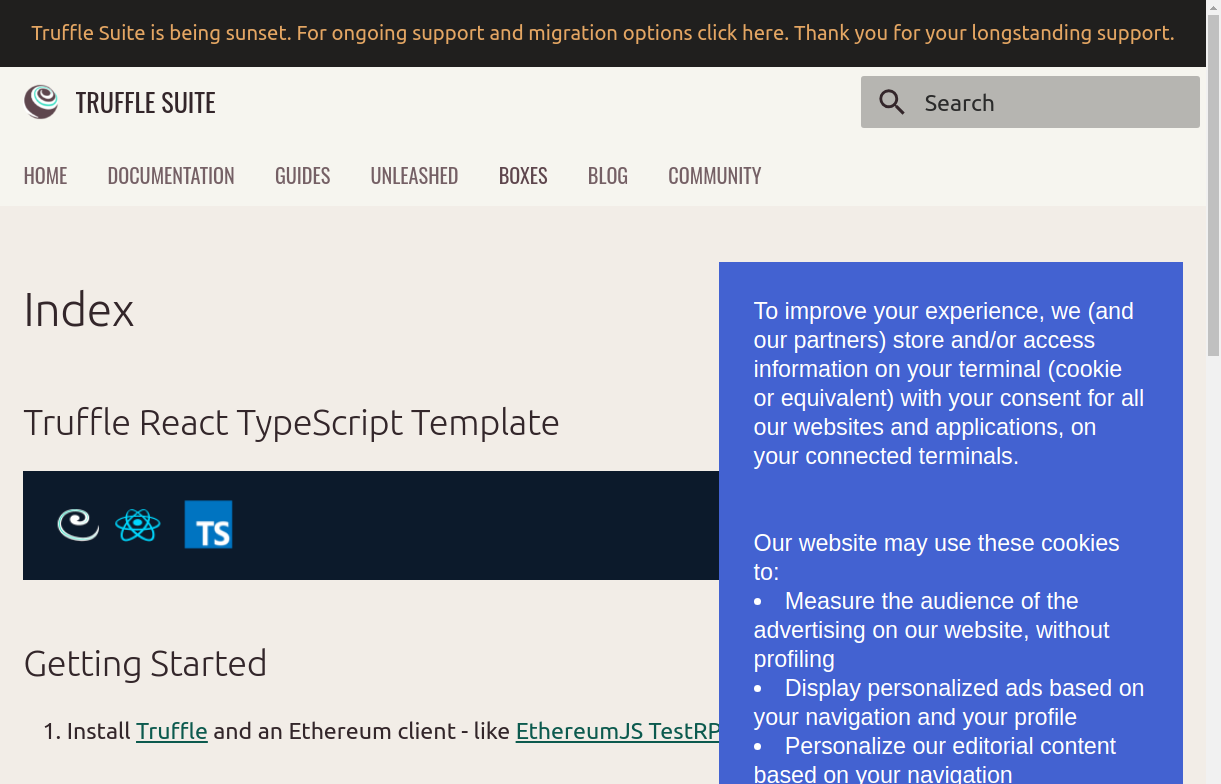 Truffle Suite is being sunset. For ongoing support and migration options click here. Thank you for your longstanding support.
TRUFFLE SUITE
Search
HOME DOCUMENTATION GUIDES UNLEASHED BOXES BLOG COMMUNITY
Index
Truffle React TypeScript Template
TS
Getting Started
1. Install Truffle and an Ethereum client - like EthereumJS TestRP
To improve your experience, we (and
our partners) store and/or access
information on your terminal (cookie
or equivalent) with your consent for all
our websites and applications, on
your connected terminals.
Our website may use these cookies
to:
• Measure the audience of the
advertising on our website, without
profiling
• Display personalized ads based on
your navigation and your profile
• Personalize our editorial content
based on your navigation